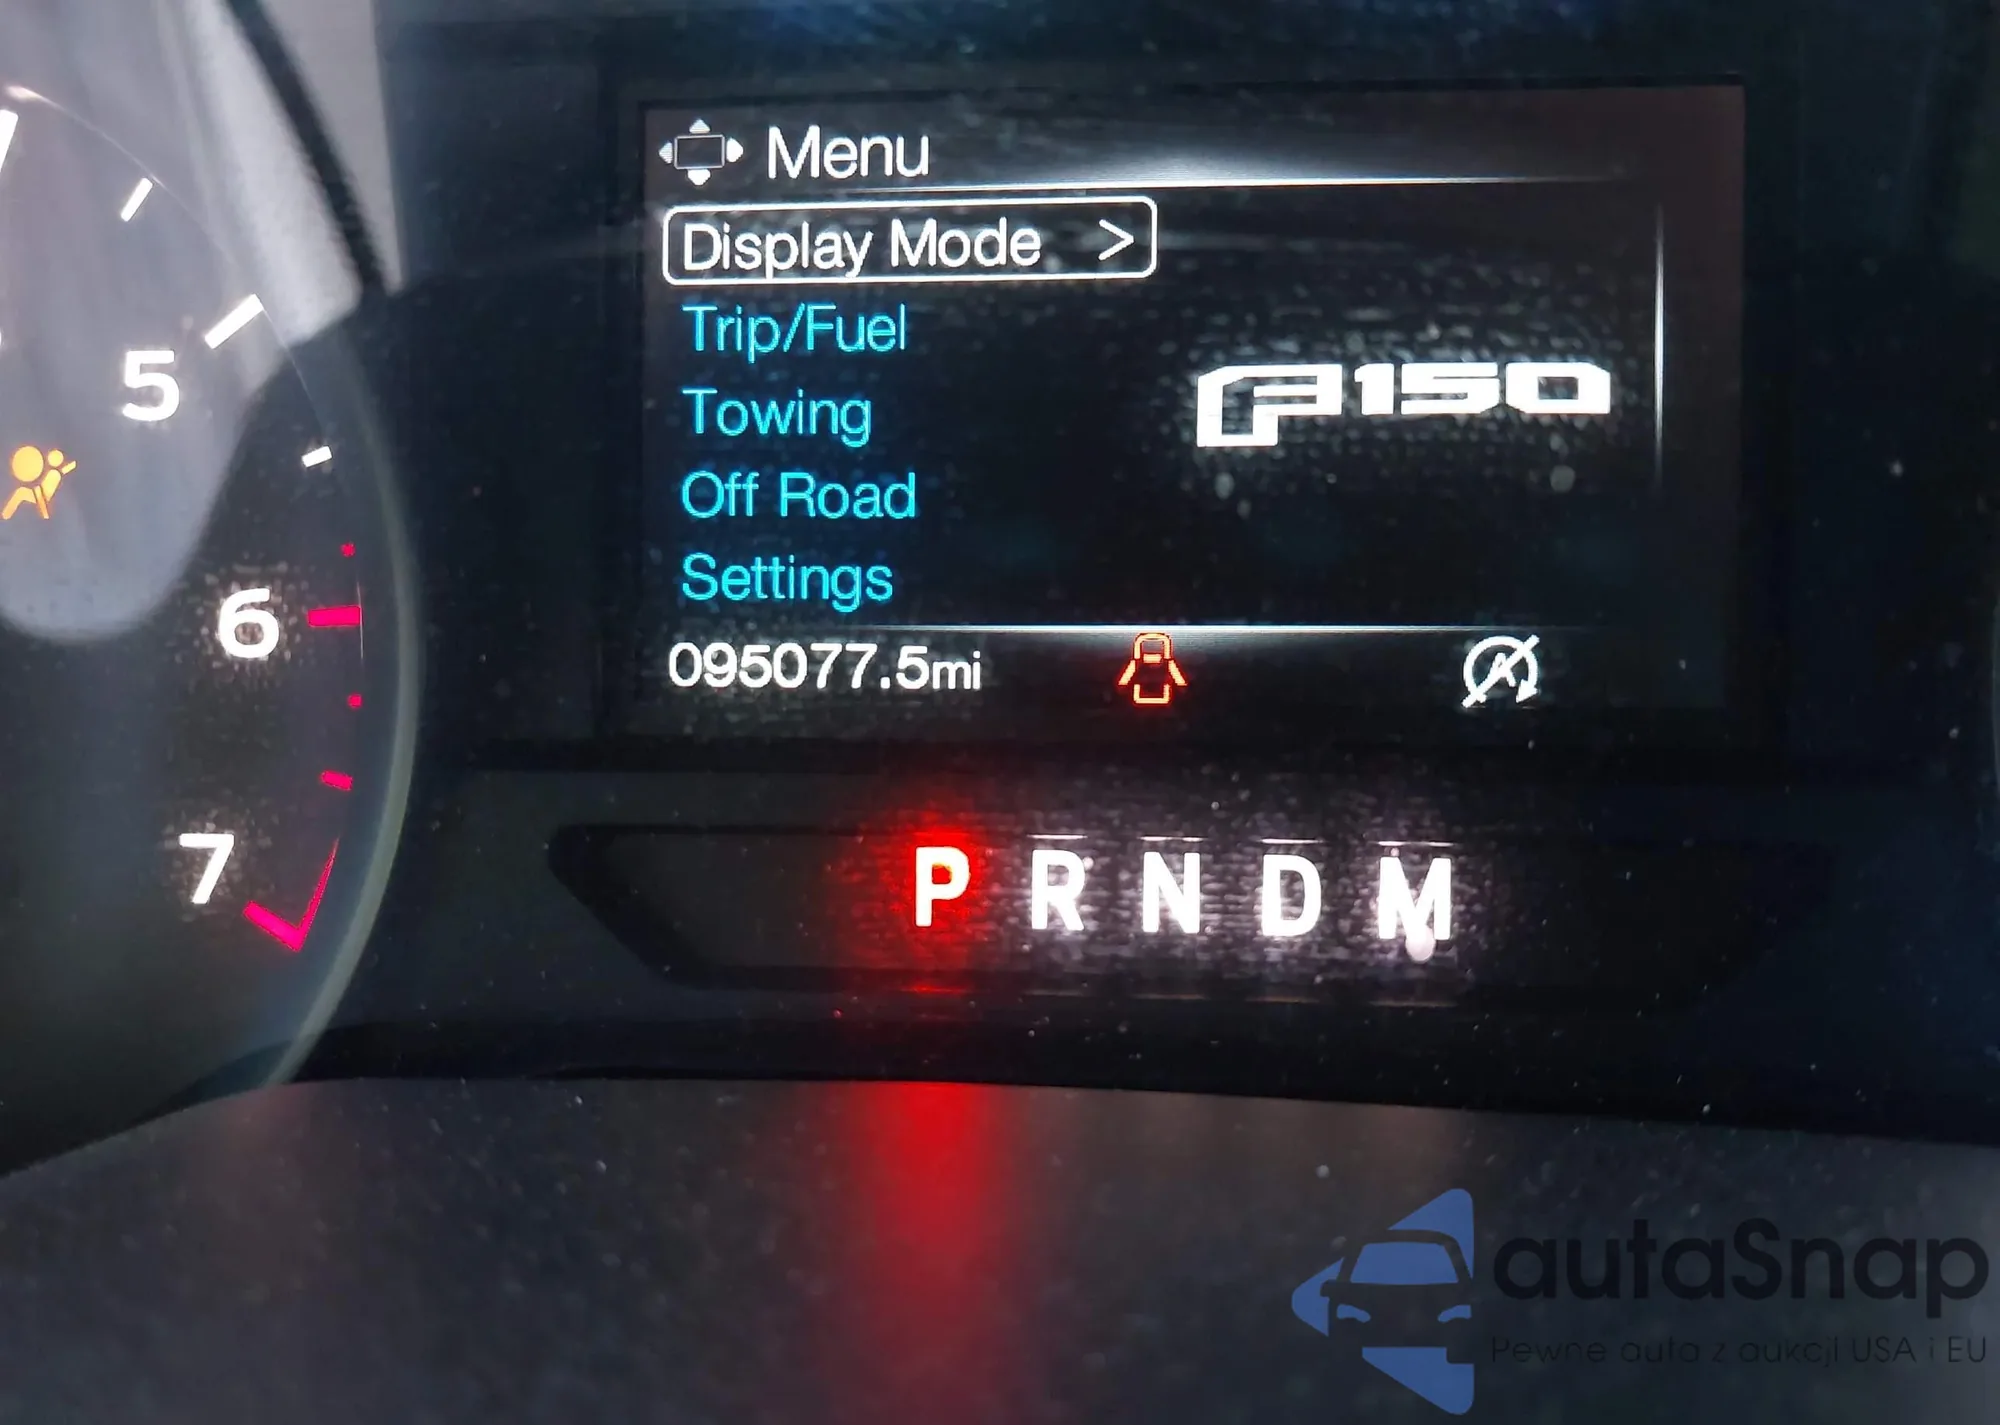 Menu
Display Mode >
Trip/Fuel
Towing
Off Road
Settings
F150
095077.5mi
A
5
6
7
P R N D M
autaSnap
Pewne auta z aukcji USA i EU